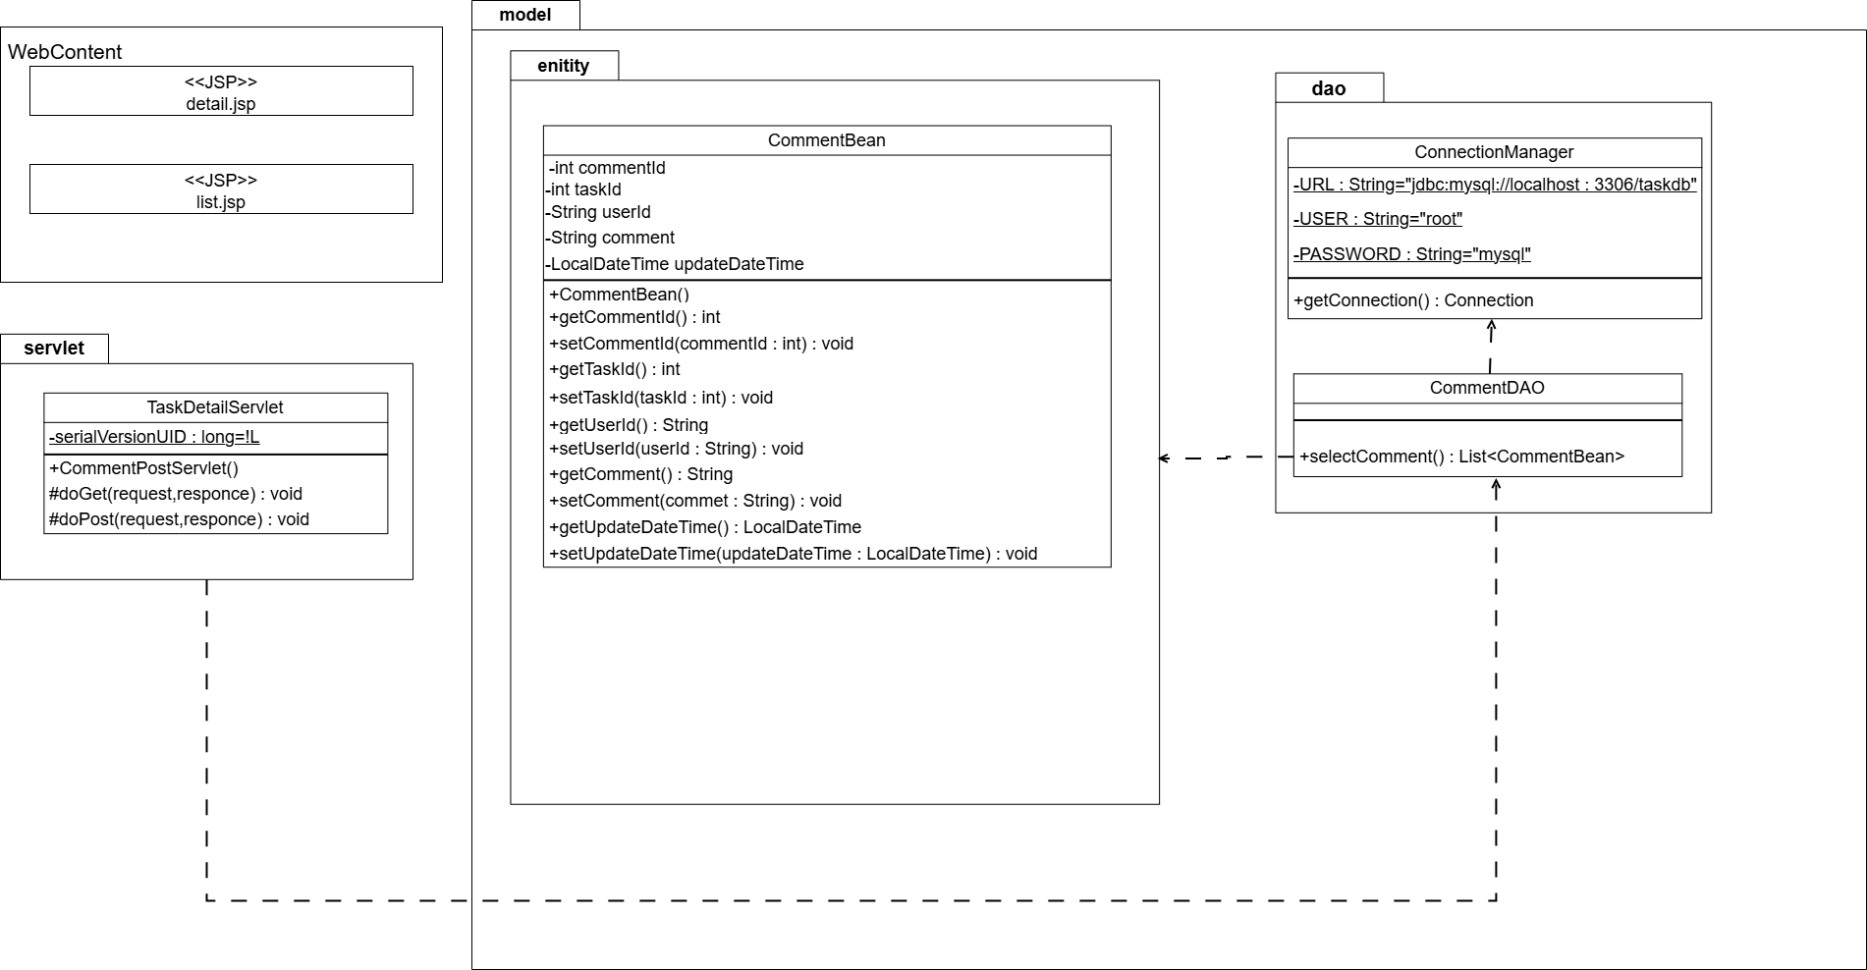 WebContent
<<JSP>>
detail.jsp
<<JSP>>
list.jsp
servlet
TaskDetailServlet
-serialVersionUID : long=!L
+CommentPostServlet()
#doGet(request,responce) : void
#doPost(request,responce) : void
model
enitity
CommentBean
-int commentId
-int taskId
-String userId
-String comment
-LocalDateTime updateDateTime
+CommentBean()
+getCommentId() : int
+setCommentId(commentId : int) : void
+getTaskId() : int
+setTaskId(taskId : int) : void
+getUserId() : String
+setUserId(userId : String) : void
+getComment() : String
+setComment(commet : String) : void
+getUpdateDateTime() : LocalDateTime
+setUpdateDateTime(updateDateTime : LocalDateTime) : void
dao
ConnectionManager
-URL : String="jdbc:mysql://localhost : 3306/taskdb"
-USER : String="root"
-PASSWORD : String="mysql"
+getConnection() : Connection
CommentDAO
+selectComment() : List<CommentBean>